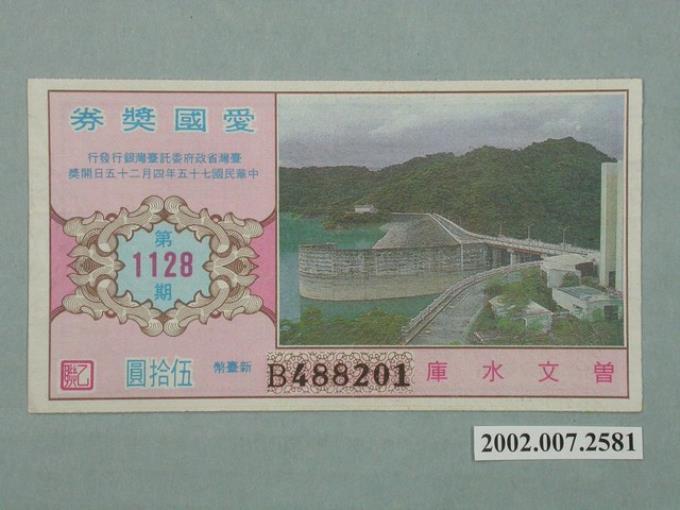 愛國獎券
臺灣省政府委託臺灣銀行發行
中華民國七十五年四月二十五日開獎
第
1128
期
乙聯
新臺幣
伍拾圓
B488201
曾文水庫
2002.007.2581